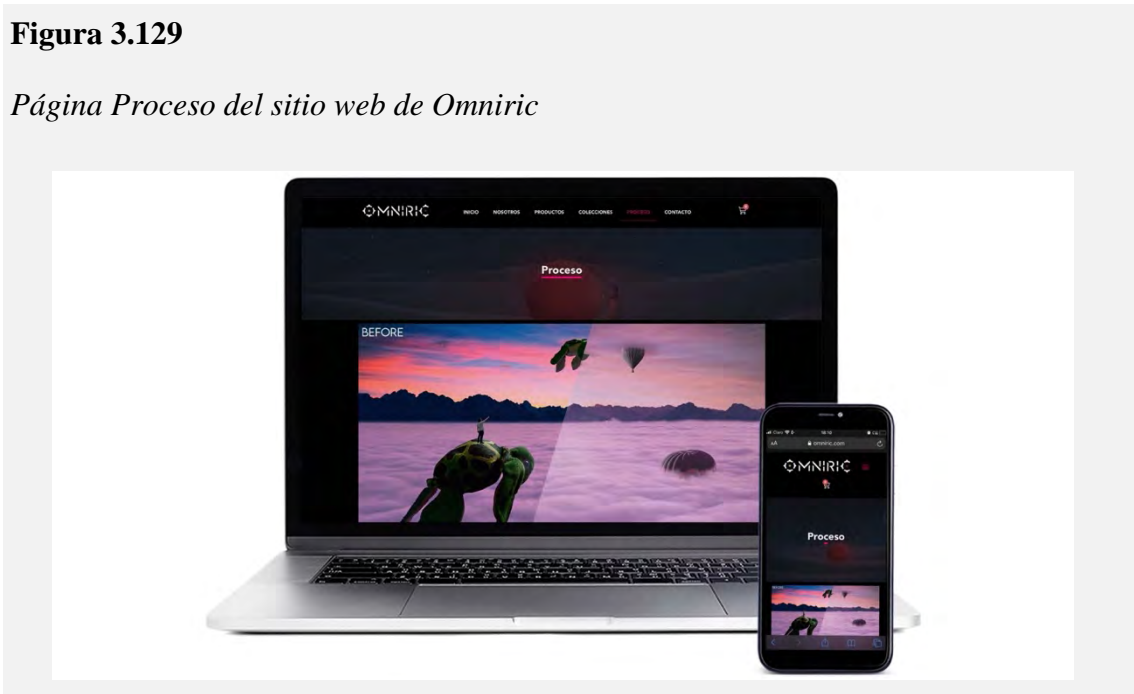 Figura 3.129
Página Proceso del sitio web de Omniric
OMNIRIC INICIO NOSOTROS PRODUCTOS COLECCIONES PROCESO CONTACTO
Proceso
BEFORE
omniric.com
OMNIRIC
Proceso